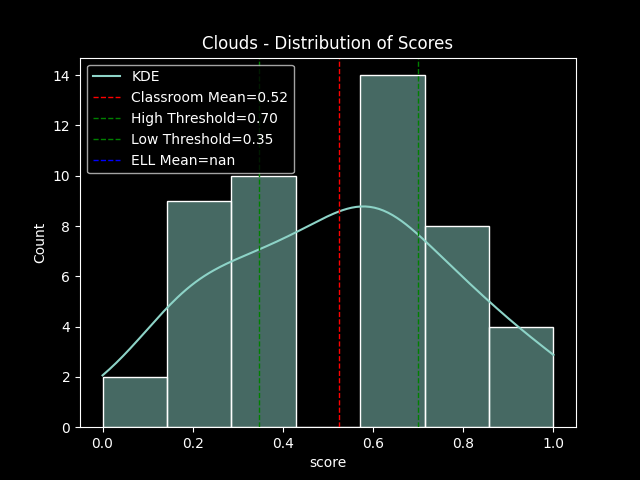 Clouds - Distribution of Scores
KDE
Classroom Mean=0.52
High Threshold=0.70
Low Threshold=0.35
ELL Mean=nan
Count
14
12
10
8
6
4
2
0
0.0 0.2 0.4 0.6 0.8 1.0
score